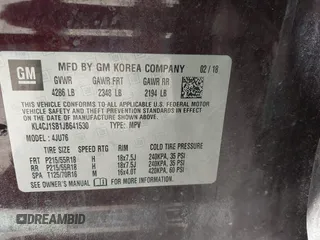 GM
MFD BY GM KOREA COMPANY 02/18
GVWR GAWR FRT GAWR RR
4286 LB 2348 LB 2194 LB
THIS VEHICLE CONFORMS TO ALL APPLICABLE U.S. FEDERAL
MOTOR VEHICLE SAFETY AND THEFT PREVENTION STANDARDS
IN EFFECT ON THE DATE OF MANUFACTURE SHOWN ABOVE.
KL4CJ1SB1JB641530 TYPE: MPV
MODEL: 4JU76
TIRE SIZE SPEED RTG RIM COLD TIRE PRESSURE
FRT P215/55R18 H 18x7.5J 240KPA, 35 PSI
RR P215/55R18 H 18x7.5J 240KPA, 35 PSI
SPA T125/70R16 M 16x4.0T 420KPA, 60 PSI
SEE OWNER'S MANUAL FOR MORE INFORMATION.